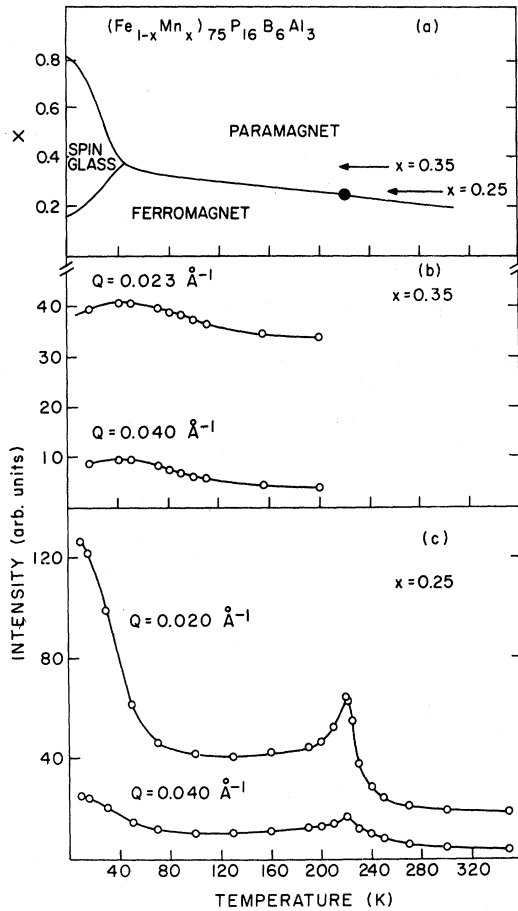 (Fe1-xMnx)75P16B6Al3 (a)
0.8
0.6
0.4
0.2
X
SPIN
GLASS
PARAMAGNET
x=0.35
x=0.25
FERROMAGNET
(b)
Q=0.023 Å-1
x=0.35
40
30
20
Q=0.040 Å-1
10
INTENSITY (arb. units)
(c)
120
x=0.25
Q=0.020 Å-1
80
40
Q=0.040 Å-1
40 80 120 160 200 240 280 320
TEMPERATURE (K)